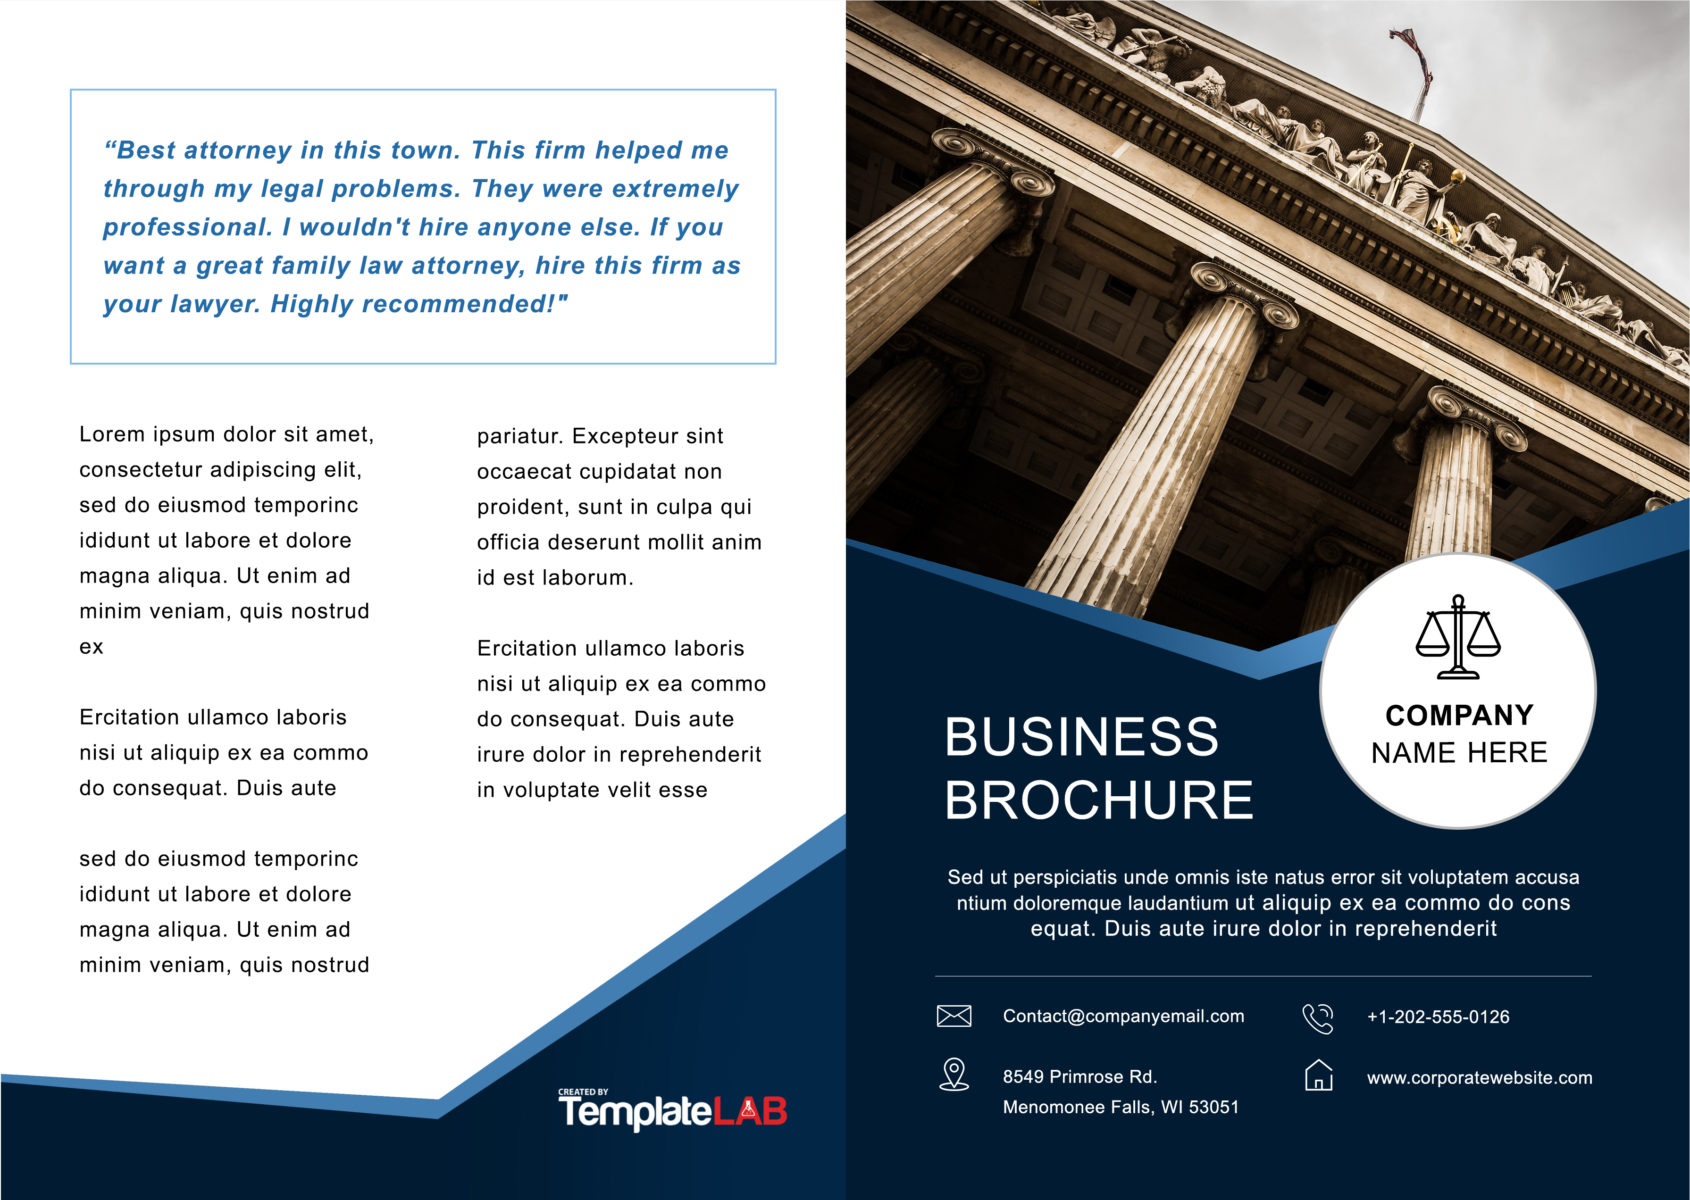 “Best attorney in this town. This firm helped me
through my legal problems. They were extremely
professional. I wouldn't hire anyone else. If you
want a great family law attorney, hire this firm as
your lawyer. Highly recommended!"
Lorem ipsum dolor sit amet,
consectetur adipiscing elit,
sed do eiusmod temporinc
ididunt ut labore et dolore
magna aliqua. Ut enim ad
minim veniam, quis nostrud
ex
Ercitation ullamco laboris
nisi ut aliquip ex ea commo
do consequat. Duis aute
sed do eiusmod temporinc
ididunt ut labore et dolore
magna aliqua. Ut enim ad
minim veniam, quis nostrud
pariatur. Excepteur sint
occaecat cupidatat non
proident, sunt in culpa qui
officia deserunt mollit anim
id est laborum.
Ercitation ullamco laboris
nisi ut aliquip ex ea commo
do consequat. Duis aute
irure dolor in reprehenderit
in voluptate velit esse
CREATED BY
TemplateLAB
COMPANY
NAME HERE
BUSINESS
BROCHURE
Sed ut perspiciatis unde omnis iste natus error sit voluptatem accusa
ntium doloremque laudantium ut aliquip ex ea commo do cons
equat. Duis aute irure dolor in reprehenderit
Contact@companyemail.com
+1-202-555-0126
8549 Primrose Rd.
Menomonee Falls, WI 53051
www.corporatewebsite.com